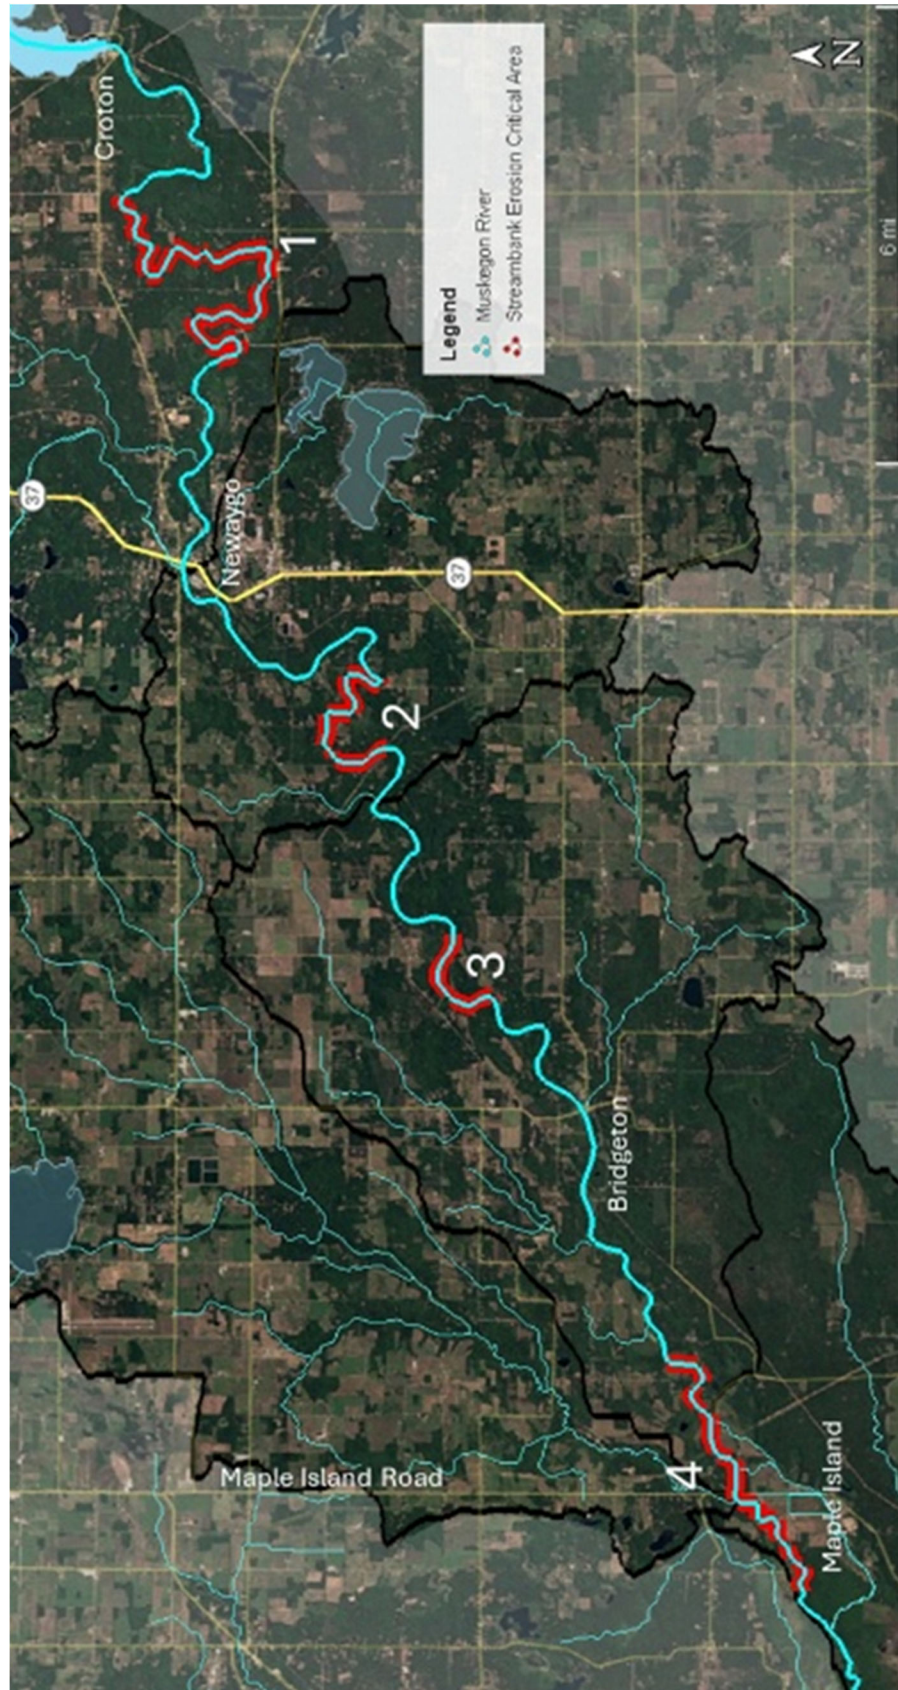 Croton
N
1
Legend
Muskegon River
Streambank Erosion Critical Area
6 mi
37
Newaygo
37
2
3
Bridgeton
Maple Island Road
4
Maple Island